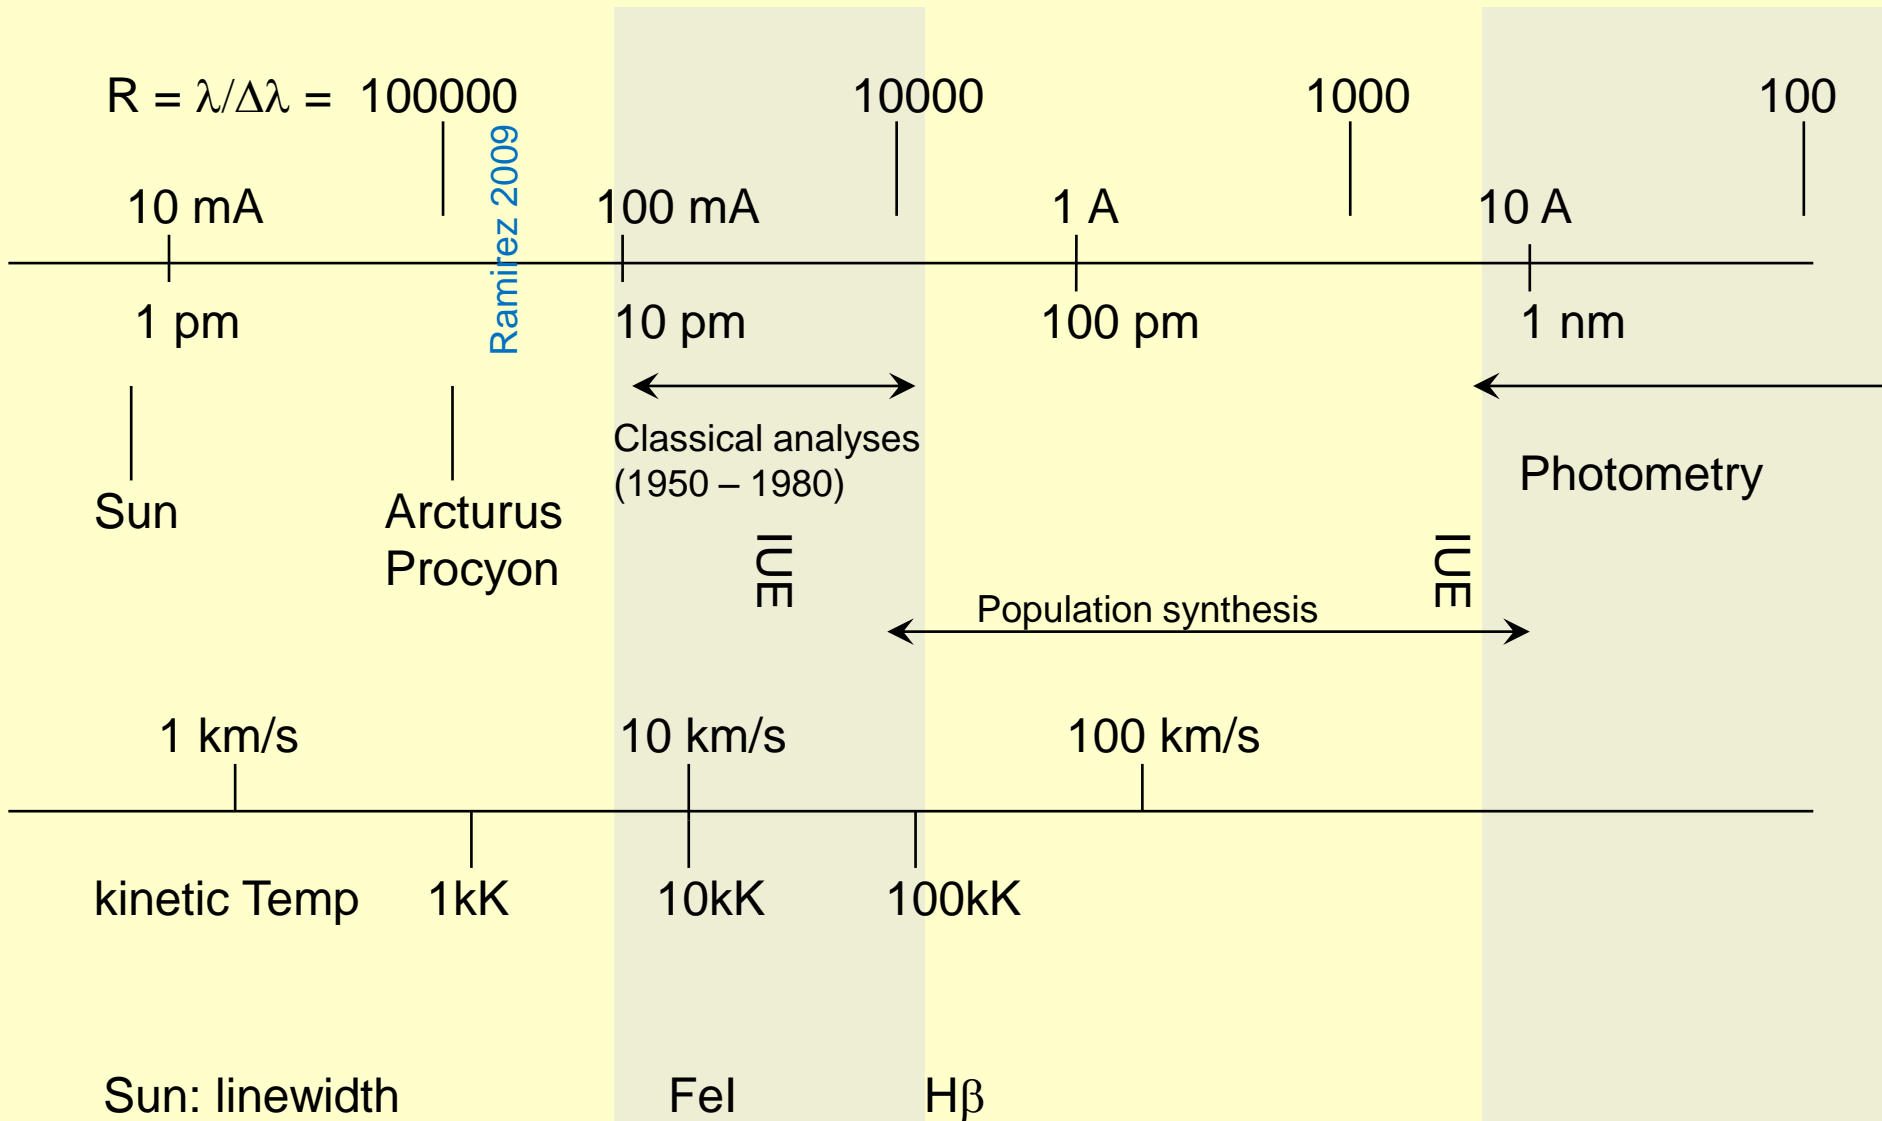 R = λ/Δλ = 100000 10000 1000 100
Ramirez 2009
10 mA 100 mA 1 A 10 A
1 pm 10 pm 100 pm 1 nm
Classical analyses
(1950 – 1980)
Photometry
Sun Arcturus
Procyon
IUE IUE
Population synthesis
1 km/s 10 km/s 100 km/s
kinetic Temp 1kK 10kK 100kK
Sun: linewidth FeI Hβ